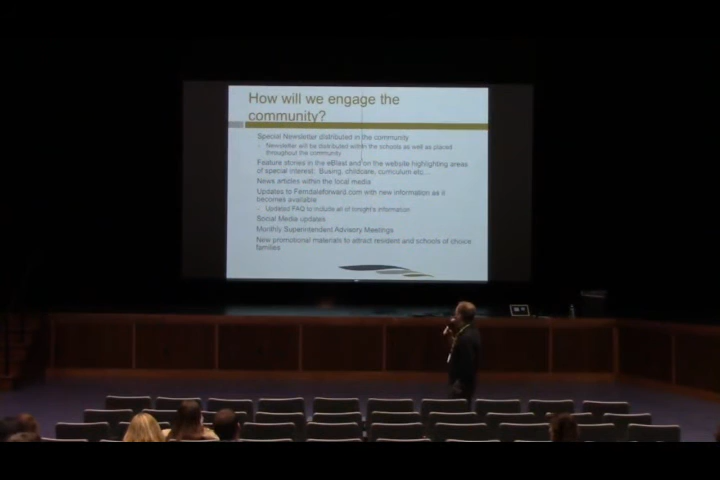 How will we engage the
community?
Special Newsletter distributed in the community
Newsletter will be distributed within the schools as well as placed
throughout the community
Feature stories in the eBlast and on the website highlighting areas
of special interest: Busing, childcare, curriculum etc...
News articles within the local media
Updates to Ferndaleforward.com with new information as it
becomes available
Updated FAQ to include all of tonight's information
Social Media updates
Monthly Superintendent Advisory Meetings
New promotional materials to attract resident and schools of choice
families